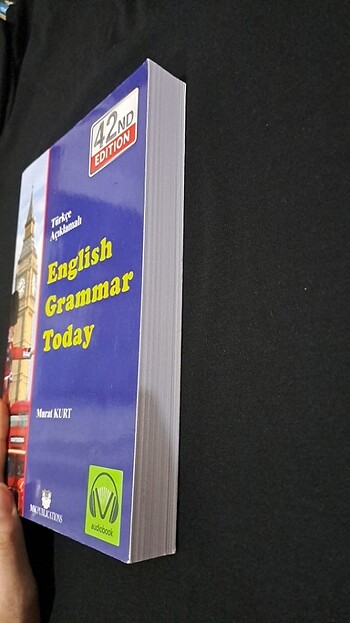 42ND
EDITION
Türkçe
Açıklamalı
English
Grammar
Today
Murat KURT
MK PUBLICATIONS
audiobook